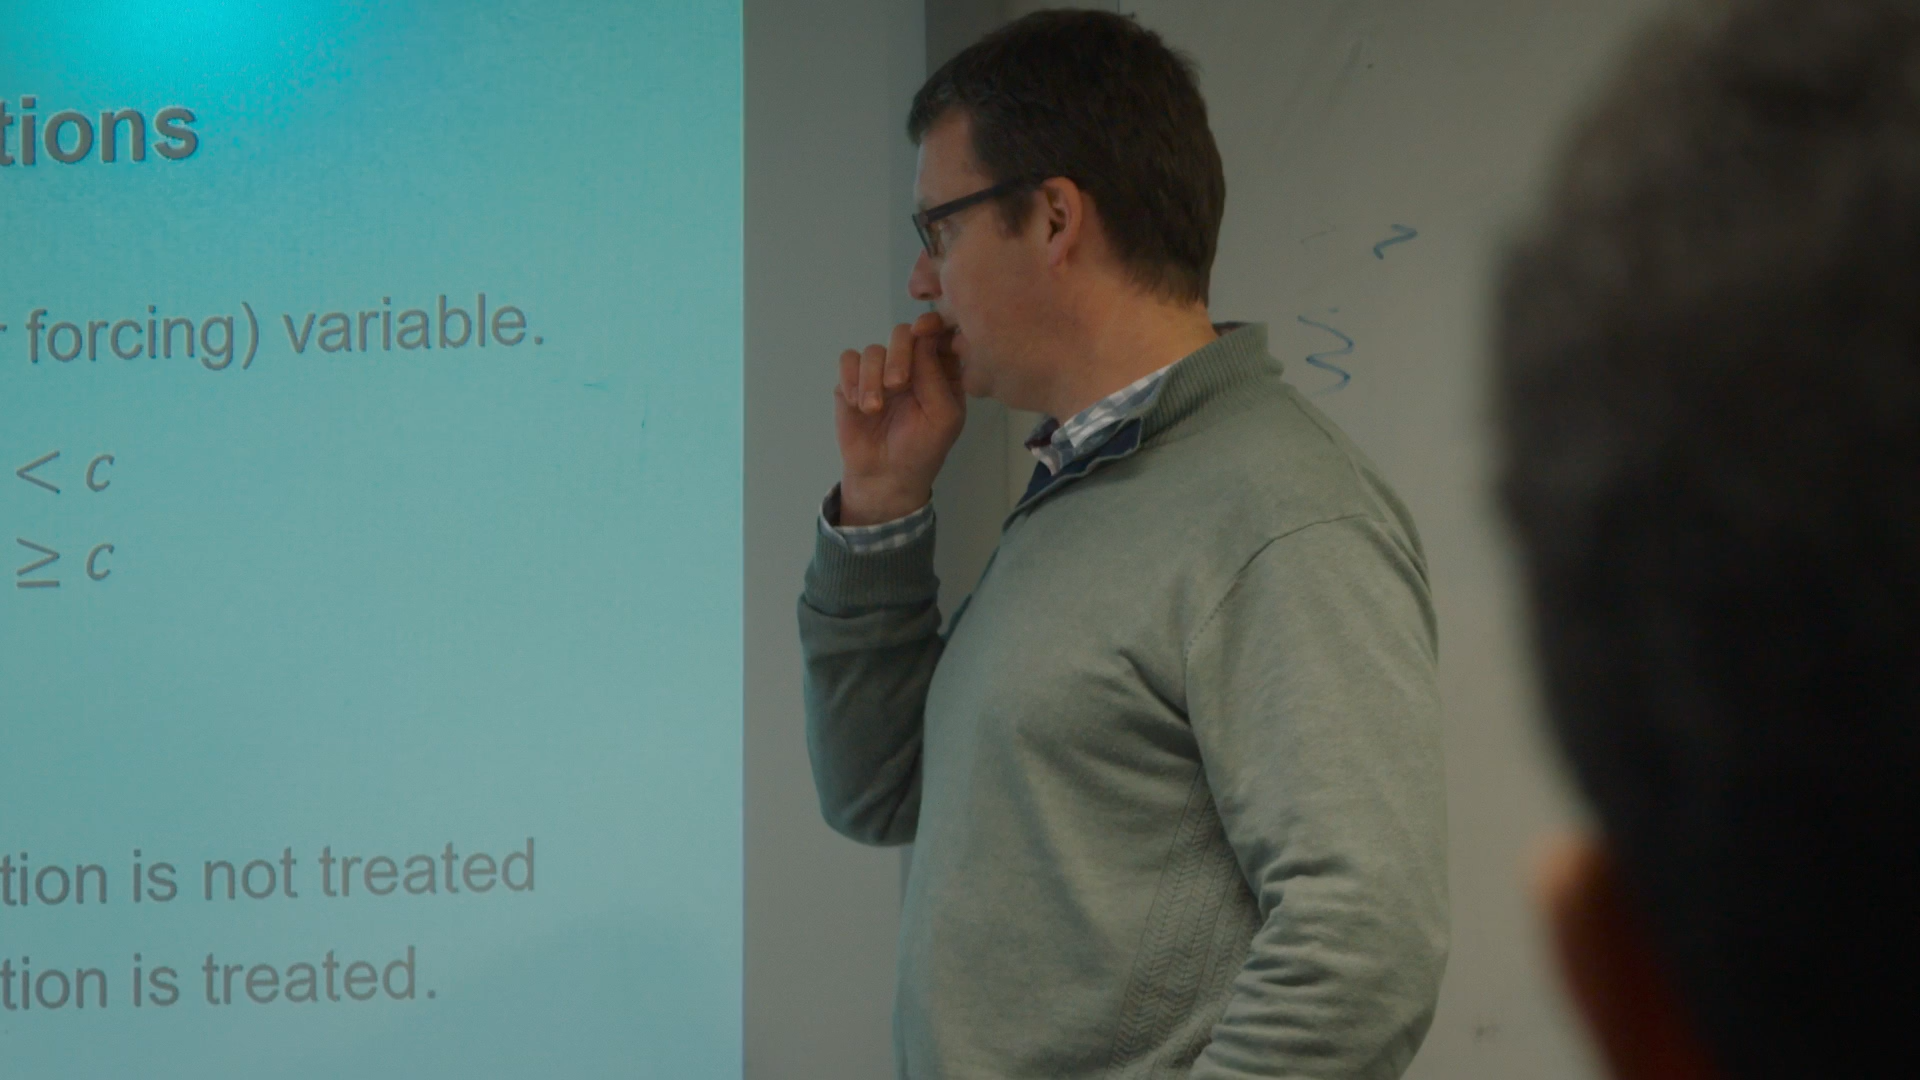 tions
forcing) variable.
< c
≥ c
tion is not treated
tion is treated.